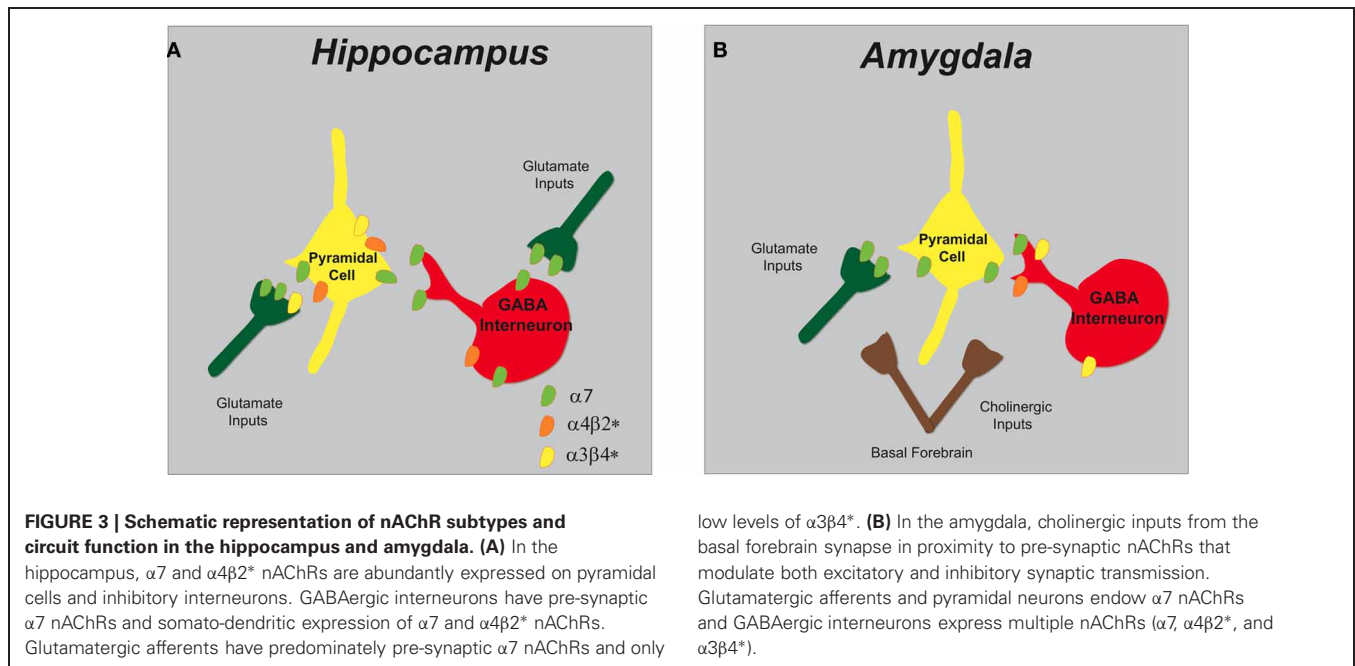 A
Hippocampus
Glutamate
Inputs
Pyramidal
Cell
GABA
Interneuron
Glutamate
Inputs
α7
α4β2*
α3β4*
B
Amygdala
Glutamate
Inputs
Pyramidal
Cell
GABA
Interneuron
Cholinergic
Inputs
Basal Forebrain
FIGURE 3 | Schematic representation of nAChR subtypes and
circuit function in the hippocampus and amygdala. (A) In the
hippocampus, α7 and α4β2* nAChRs are abundantly expressed on pyramidal
cells and inhibitory interneurons. GABAergic interneurons have pre-synaptic
α7 nAChRs and somato-dendritic expression of α7 and α4β2* nAChRs.
Glutamatergic afferents have predominately pre-synaptic α7 nAChRs and only
low levels of α3β4*. (B) In the amygdala, cholinergic inputs from the
basal forebrain synapse in proximity to pre-synaptic nAChRs that
modulate both excitatory and inhibitory synaptic transmission.
Glutamatergic afferents and pyramidal neurons endow α7 nAChRs
and GABAergic interneurons express multiple nAChRs (α7, α4β2*, and
α3β4*).